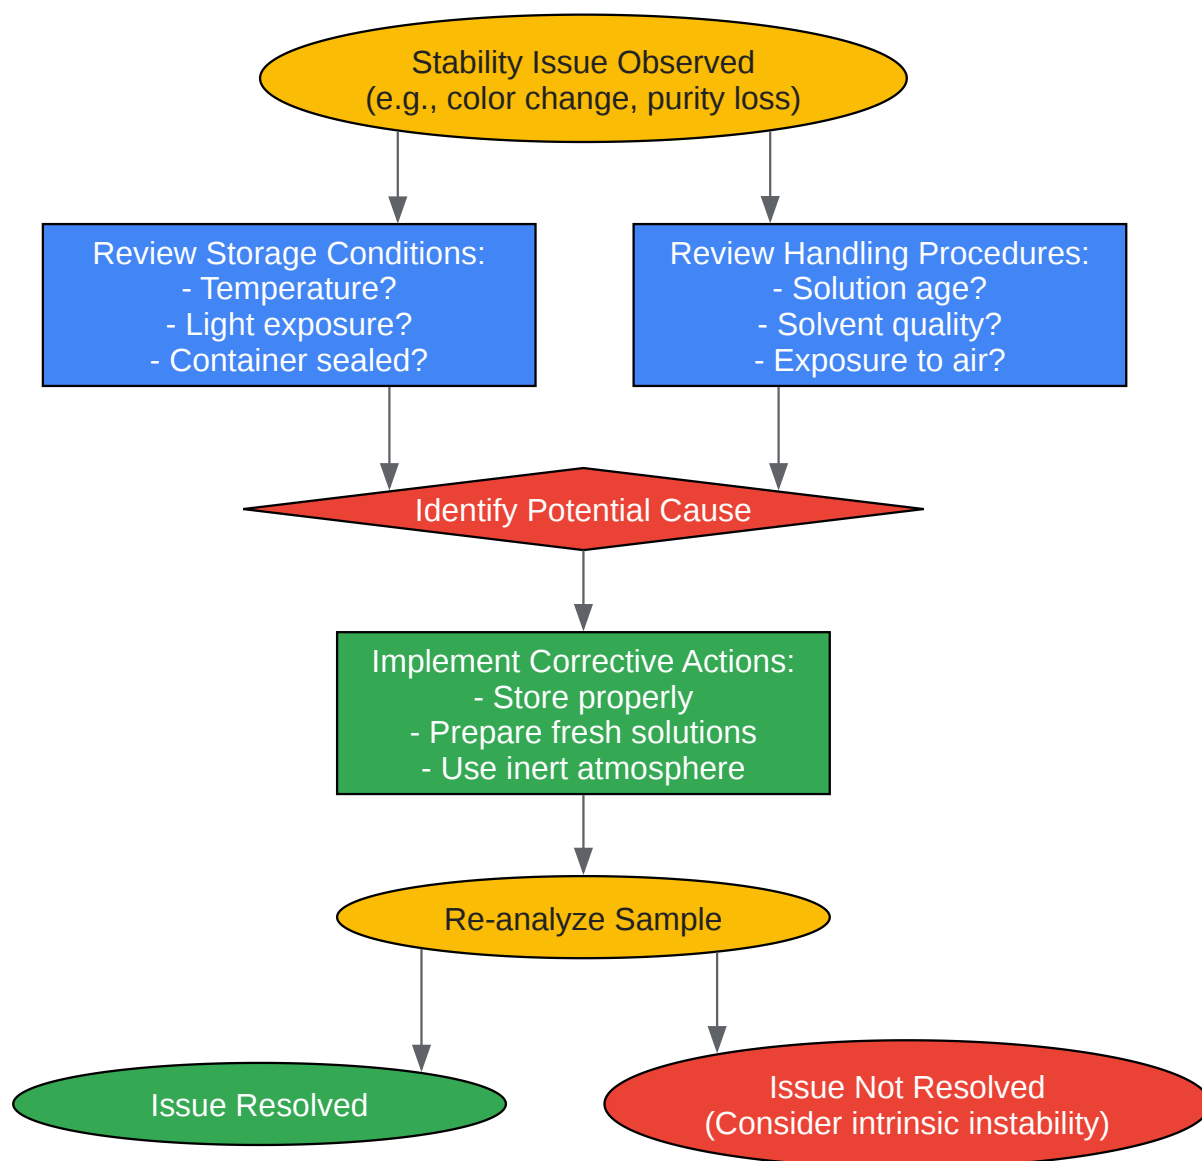 Stability Issue Observed
(e.g., color change, purity loss)
Review Storage Conditions:
- Temperature?
- Light exposure?
- Container sealed?
Review Handling Procedures:
- Solution age?
- Solvent quality?
- Exposure to air?
Identify Potential Cause
Implement Corrective Actions:
- Store properly
- Prepare fresh solutions
- Use inert atmosphere
Re-analyze Sample
Issue Resolved
Issue Not Resolved
(Consider intrinsic instability)